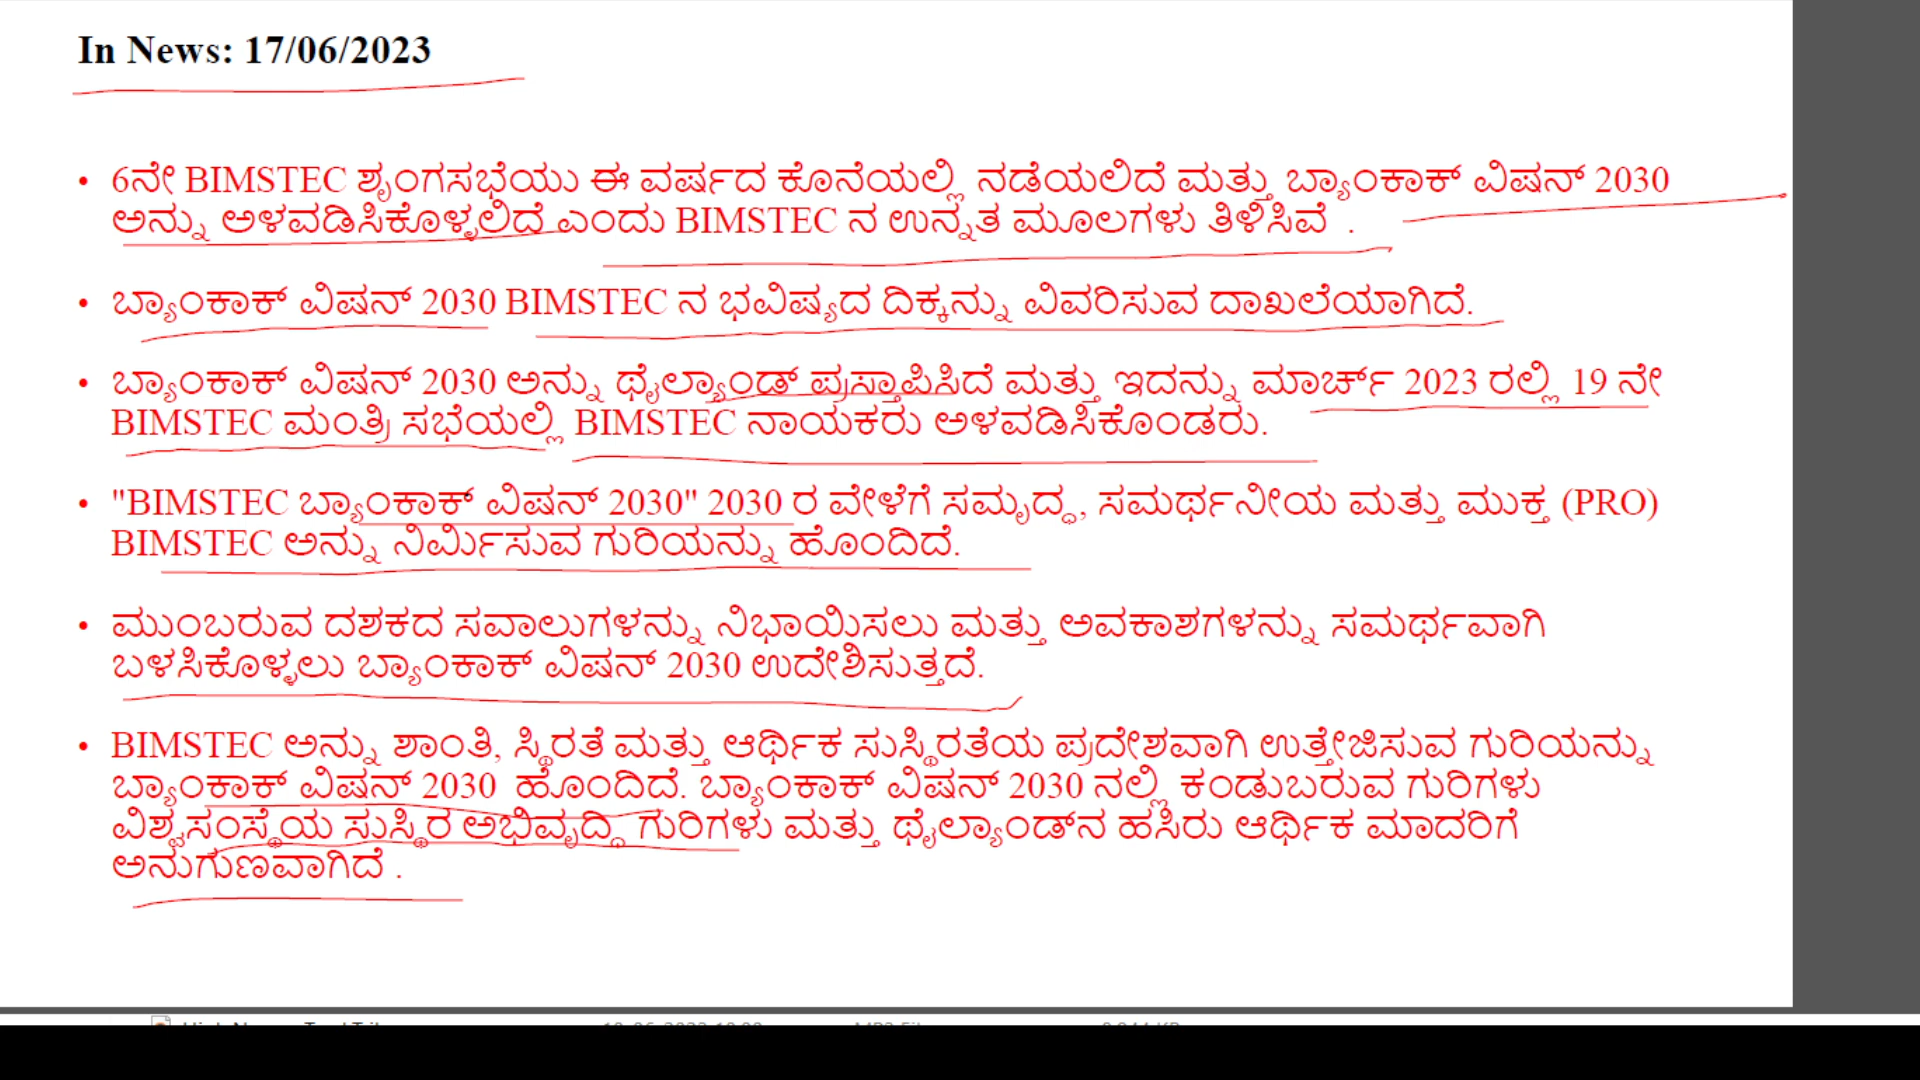 In News: 17/06/2023
• 6ನೇ BIMSTEC ಶೃಂಗಸಭೆಯು ಈ ವರ್ಷದ ಕೊನೆಯಲ್ಲಿ ನಡೆಯಲಿದೆ ಮತ್ತು ಬ್ಯಾಂಕಾಕ್ ವಿಷನ್ 2030
ಅನ್ನು ಅಳವಡಿಸಿಕೊಳ್ಳಲಿದೆ ಎಂದು BIMSTEC ನ ಉನ್ನತ ಮೂಲಗಳು ತಿಳಿಸಿವೆ .
• ಬ್ಯಾಂಕಾಕ್ ವಿಷನ್ 2030 BIMSTEC ನ ಭವಿಷ್ಯದ ದಿಕ್ಕನ್ನು ವಿವರಿಸುವ ದಾಖಲೆಯಾಗಿದೆ.
• ಬ್ಯಾಂಕಾಕ್ ವಿಷನ್ 2030 ಅನ್ನು ಥೈಲ್ಯಾಂಡ್ ಪ್ರಸ್ತಾಪಿಸಿದೆ ಮತ್ತು ಇದನ್ನು ಮಾರ್ಚ್ 2023 ರಲ್ಲಿ 19 ನೇ
BIMSTEC ಮಂತ್ರಿ ಸಭೆಯಲ್ಲಿ BIMSTEC ನಾಯಕರು ಅಳವಡಿಸಿಕೊಂಡರು.
• "BIMSTEC ಬ್ಯಾಂಕಾಕ್ ವಿಷನ್ 2030" 2030 ರ ವೇಳೆಗೆ ಸಮೃದ್ಧ, ಸಮರ್ಥನೀಯ ಮತ್ತು ಮುಕ್ತ (PRO)
BIMSTEC ಅನ್ನು ನಿರ್ಮಿಸುವ ಗುರಿಯನ್ನು ಹೊಂದಿದೆ.
• ಮುಂಬರುವ ದಶಕದ ಸವಾಲುಗಳನ್ನು ನಿಭಾಯಿಸಲು ಮತ್ತು ಅವಕಾಶಗಳನ್ನು ಸಮರ್ಥವಾಗಿ
ಬಳಸಿಕೊಳ್ಳಲು ಬ್ಯಾಂಕಾಕ್ ವಿಷನ್ 2030 ಉದೇಶಿಸುತ್ತದೆ.
• BIMSTEC ಅನ್ನು ಶಾಂತಿ, ಸ್ಥಿರತೆ ಮತ್ತು ಆರ್ಥಿಕ ಸುಸ್ಥಿರತೆಯ ಪ್ರದೇಶವಾಗಿ ಉತ್ತೇಜಿಸುವ ಗುರಿಯನ್ನು
ಬ್ಯಾಂಕಾಕ್ ವಿಷನ್ 2030 ಹೊಂದಿದೆ. ಬ್ಯಾಂಕಾಕ್ ವಿಷನ್ 2030 ನಲ್ಲಿ ಕಂಡುಬರುವ ಗುರಿಗಳು
ವಿಶ್ವಸಂಸ್ಥೆಯ ಸುಸ್ಥಿರ ಅಭಿವೃದ್ಧಿ ಗುರಿಗಳು ಮತ್ತು ಥೈಲ್ಯಾಂಡ್‌ನ ಹಸಿರು ಆರ್ಥಿಕ ಮಾದರಿಗೆ
ಅನುಗುಣವಾಗಿದೆ .